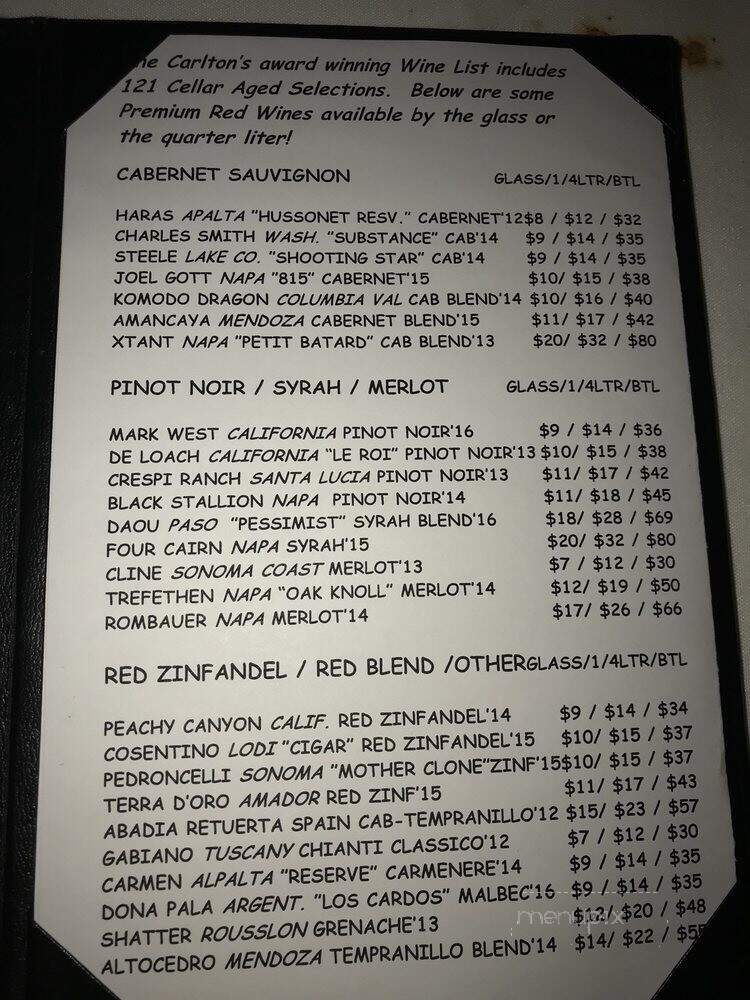 he Carlton's award winning Wine List includes
121 Cellar Aged Selections. Below are some
Premium Red Wines available by the glass or
the quarter liter!
CABERNET SAUVIGNON GLASS/1/4LTR/BTL
HARAS APALTA "HUSSONET RESV." CABERNET'12$8 / $12 / $32
CHARLES SMITH WASH. "SUBSTANCE" CAB'14 $9 / $14 / $35
STEELE LAKE CO. "SHOOTING STAR" CAB'14 $9 / $14 / $35
JOEL GOTT NAPA "815" CABERNET'15 $10/ $15 / $38
KOMODO DRAGON COLUMBIA VAL CAB BLEND'14 $10/ $16 / $40
AMANCAYA MENDOZA CABERNET BLEND'15 $11/ $17 / $42
XTANT NAPA "PETIT BATARD" CAB BLEND'13 $20/ $32 / $80
PINOT NOIR / SYRAH / MERLOT GLASS/1/4LTR/BTL
MARK WEST CALIFORNIA PINOT NOIR'16 $9 / $14 / $36
DE LOACH CALIFORNIA "LE ROI" PINOT NOIR'13 $10/ $15 / $38
CRESPI RANCH SANTA LUCIA PINOT NOIR'13 $11/ $17 / $42
BLACK STALLION NAPA PINOT NOIR'14 $11/ $18 / $45
DAOU PASO "PESSIMIST" SYRAH BLEND'16 $18/ $28 / $69
FOUR CAIRN NAPA SYRAH'15 $20/ $32 / $80
CLINE SONOMA COAST MERLOT'13 $7 / $12 / $30
TREFETHEN NAPA "OAK KNOLL" MERLOT'14 $12/ $19 / $50
ROMBAUER NAPA MERLOT'14 $17/ $26 / $66
RED ZINFANDEL / RED BLEND /OTHERGLASS/1/4LTR/BTL
PEACHY CANYON CALIF. RED ZINFANDEL'14 $9 / $14 / $34
COSENTINO LODI "CIGAR" RED ZINFANDEL'15 $10/ $15 / $37
PEDRONCELLI SONOMA "MOTHER CLONE"ZINF'15$10/ $15 / $37
TERRA D'ORO AMADOR RED ZINF'15 $11/ $17 / $43
ABADIA RETUERTA SPAIN CAB-TEMPRANILLO'12 $15/ $23 / $57
GABIANO TUSCANY CHIANTI CLASSICO'12 $7 / $12 / $30
CARMEN ALPALTA "RESERVE" CARMENERE'14 $9 / $14 / $35
DONA PALA ARGENT. "LOS CARDOS" MALBEC'16 $9 / $14 / $35
SHATTER ROUSSLON GRENACHE'13 $12/ $20 / $48
ALTOCEDRO MENDOZA TEMPRANILLO BLEND'14 $14/ $22 / $55
menupix